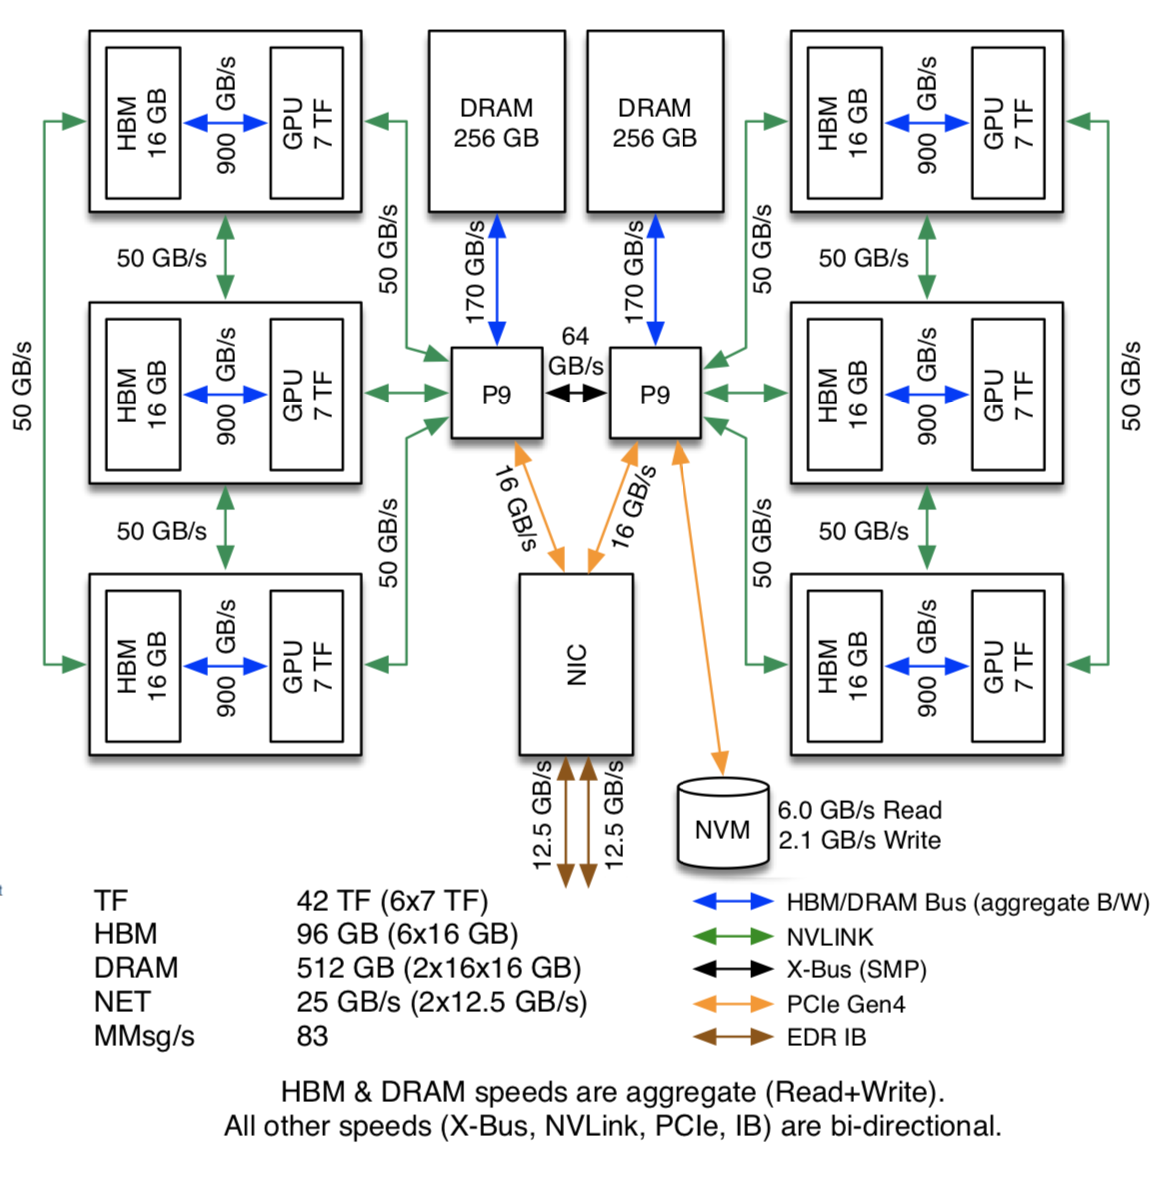 HBM
16 GB
900 GB/s
GPU
7 TF
DRAM
256 GB
DRAM
256 GB
HBM
16 GB
900 GB/s
GPU
7 TF
50 GB/s
50 GB/s
170 GB/s
170 GB/s
50 GB/s
50 GB/s
50 GB/s
HBM
16 GB
900 GB/s
GPU
7 TF
P9
64
GB/s
P9
HBM
16 GB
900 GB/s
GPU
7 TF
50 GB/s
50 GB/s
50 GB/s
16 GB/s
16 GB/s
50 GB/s
50 GB/s
HBM
16 GB
900 GB/s
GPU
7 TF
NIC
HBM
16 GB
900 GB/s
GPU
7 TF
12.5 GB/s
12.5 GB/s
NVM
6.0 GB/s Read
2.1 GB/s Write
TF 42 TF (6x7 TF)
HBM 96 GB (6x16 GB)
DRAM 512 GB (2x16x16 GB)
NET 25 GB/s (2x12.5 GB/s)
MMsg/s 83
HBM/DRAM Bus (aggregate B/W)
NVLINK
X-Bus (SMP)
PCIe Gen4
EDR IB
HBM & DRAM speeds are aggregate (Read+Write).
All other speeds (X-Bus, NVLink, PCIe, IB) are bi-directional.